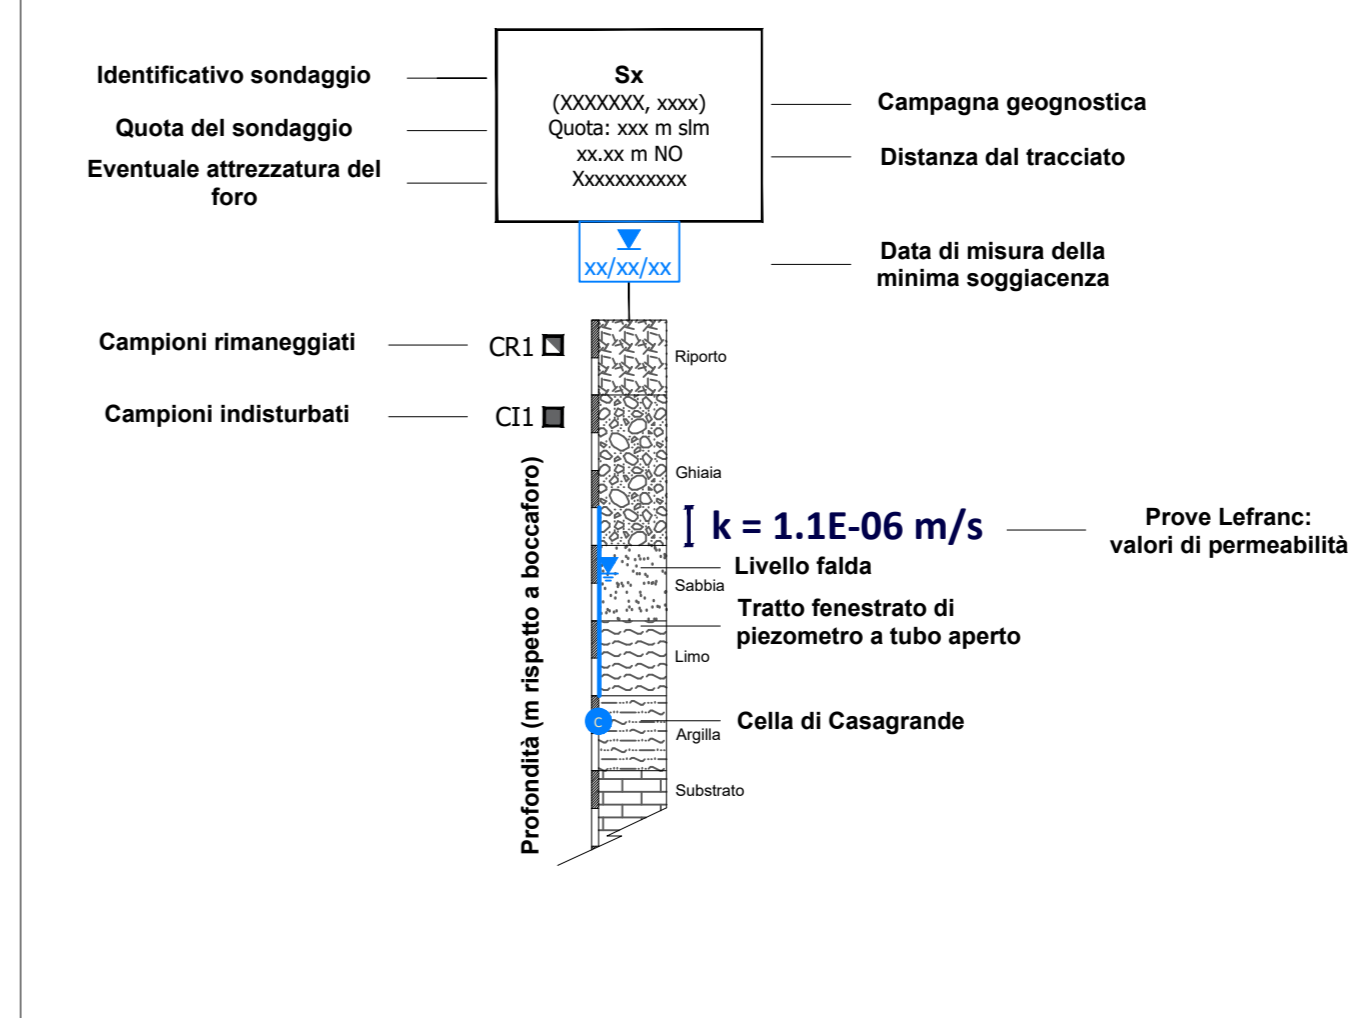 Identificativo sondaggio
Quota del sondaggio
Eventuale attrezzatura del
foro
Sx
(XXXXXXX, xxxx)
Quota: xxx m slm
xx.xx m NO
Xxxxxxxxxxx
Campagna geognostica
Distanza dal tracciato
xx/xx/xx
Data di misura della
minima soggiacenza
Campioni rimaneggiati
CR1
Riporto
Campioni indisturbati
CI1
Ghiaia
Profondità (m rispetto a boccaforo)
k = 1.1E-06 m/s
Prove Lefranc:
valori di permeabilità
Livello falda
Sabbia
Tratto fenestrato di
piezometro a tubo aperto
Limo
C
Cella di Casagrande
Argilla
Substrato